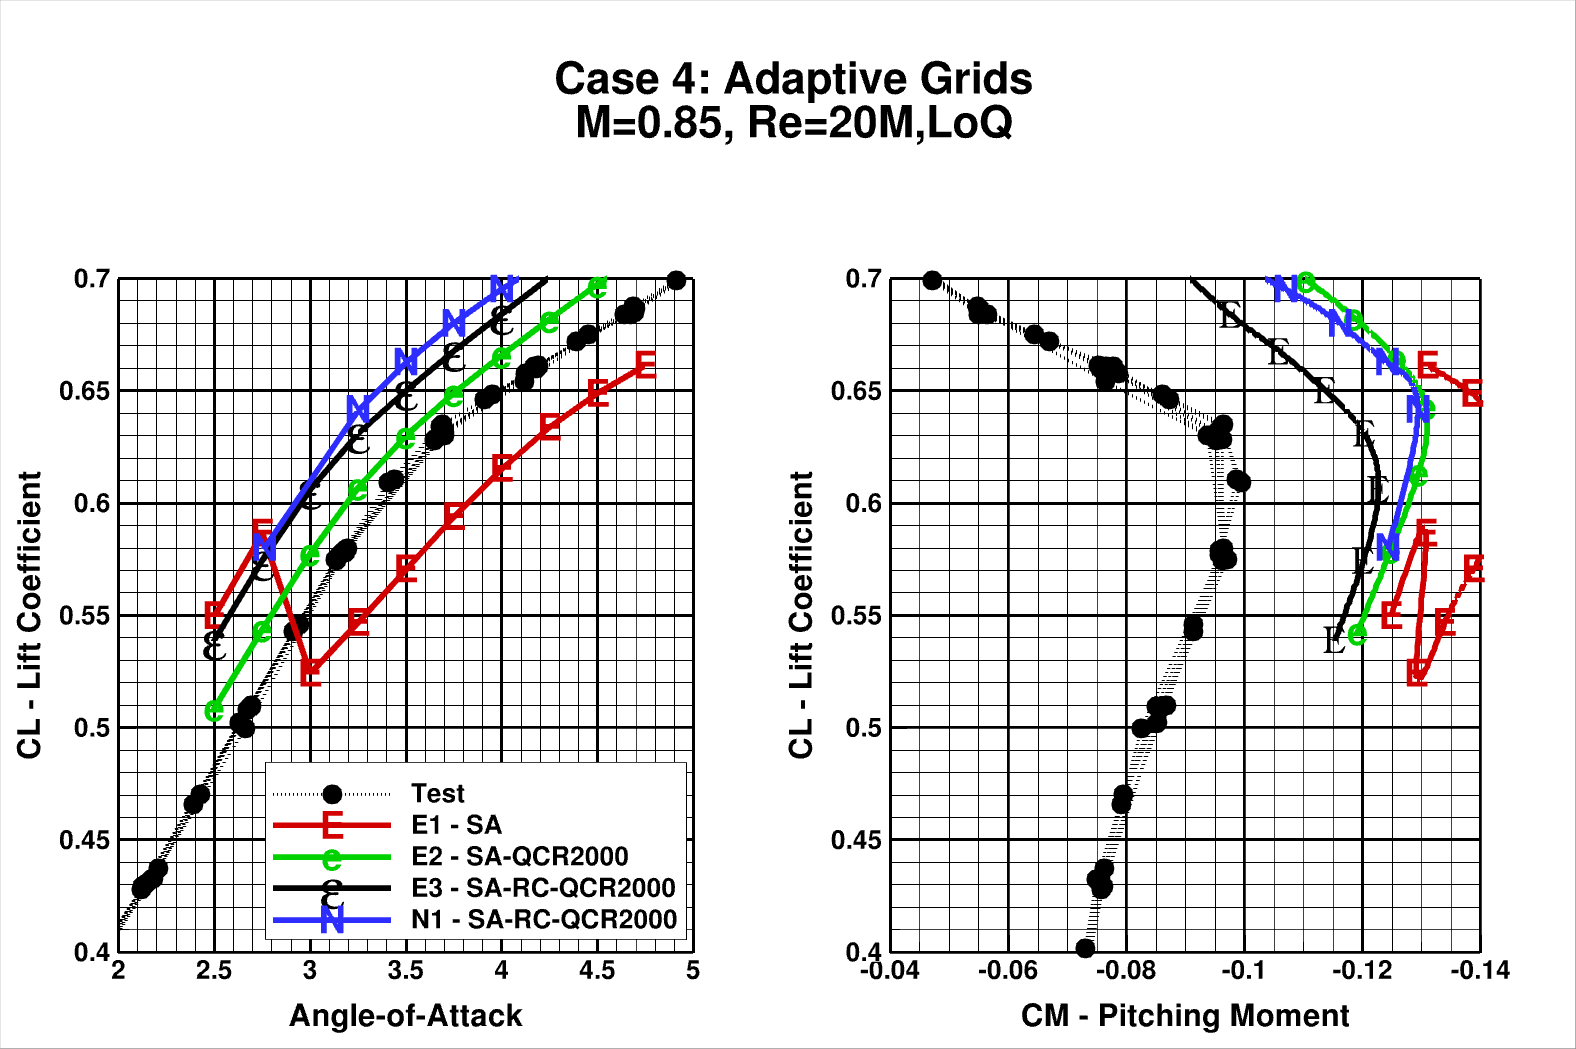 Case 4: Adaptive Grids
M=0.85, Re=20M,LoQ
CL - Lift Coefficient
0.7
0.65
0.6
0.55
0.5
0.45
0.4
2
2.5
3
3.5
4
4.5
5
Angle-of-Attack
Test
E1 - SA
E2 - SA-QCR2000
E3 - SA-RC-QCR2000
N1 - SA-RC-QCR2000
CL - Lift Coefficient
0.7
0.65
0.6
0.55
0.5
0.45
0.4
-0.04
-0.06
-0.08
-0.1
-0.12
-0.14
CM - Pitching Moment